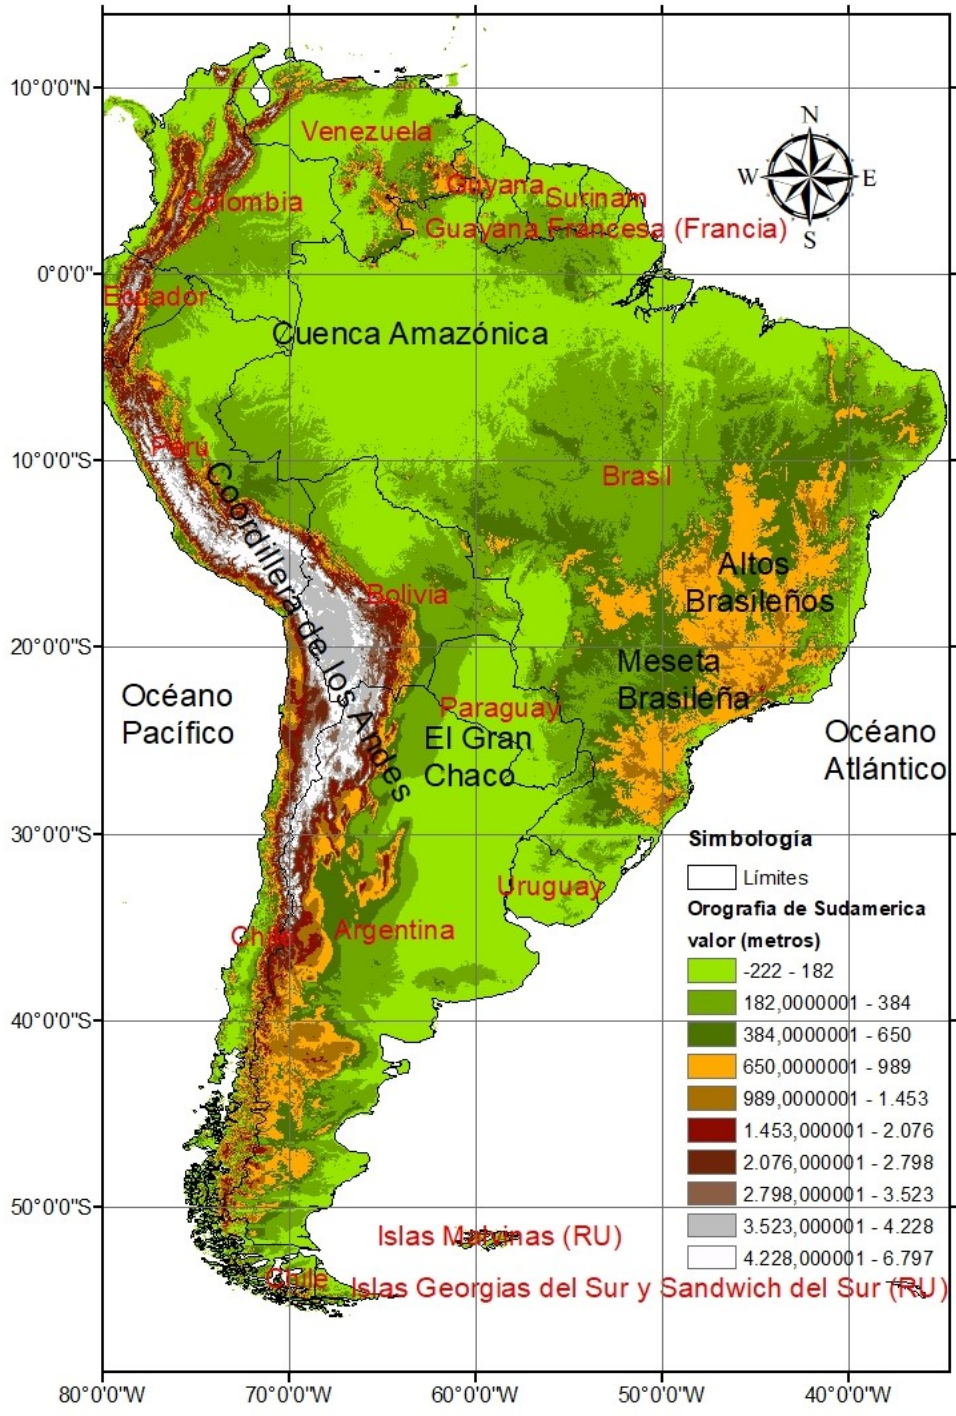 10°0'0"N
0°0'0"
10°0'0"S
20°0'0"S
30°0'0"S
40°0'0"S
50°0'0"S
80°0'0"W
70°0'0"W
60°0'0"W
50°0'0"W
40°0'0"W
N
W
E
S
Venezuela
Guyana
Surinam
Colombia
Guayana Francesa (Francia)
Ecuador
Cuenca Amazónica
Perú
Brasil
Coordillera de los Andes
Bolivia
Altos
Brasileños
Meseta
Brasileña
Océano
Pacífico
Paraguay
El Gran
Chaco
Océano
Atlántico
Uruguay
Chile
Argentina
Simbología
Límites
Orografia de Sudamerica
valor (metros)
-222 - 182
182,0000001 - 384
384,0000001 - 650
650,0000001 - 989
989,0000001 - 1.453
1.453,000001 - 2.076
2.076,000001 - 2.798
2.798,000001 - 3.523
3.523,000001 - 4.228
4.228,000001 - 6.797
Islas Malvinas (RU)
Chile
Islas Georgias del Sur y Sandwich del Sur (RU)